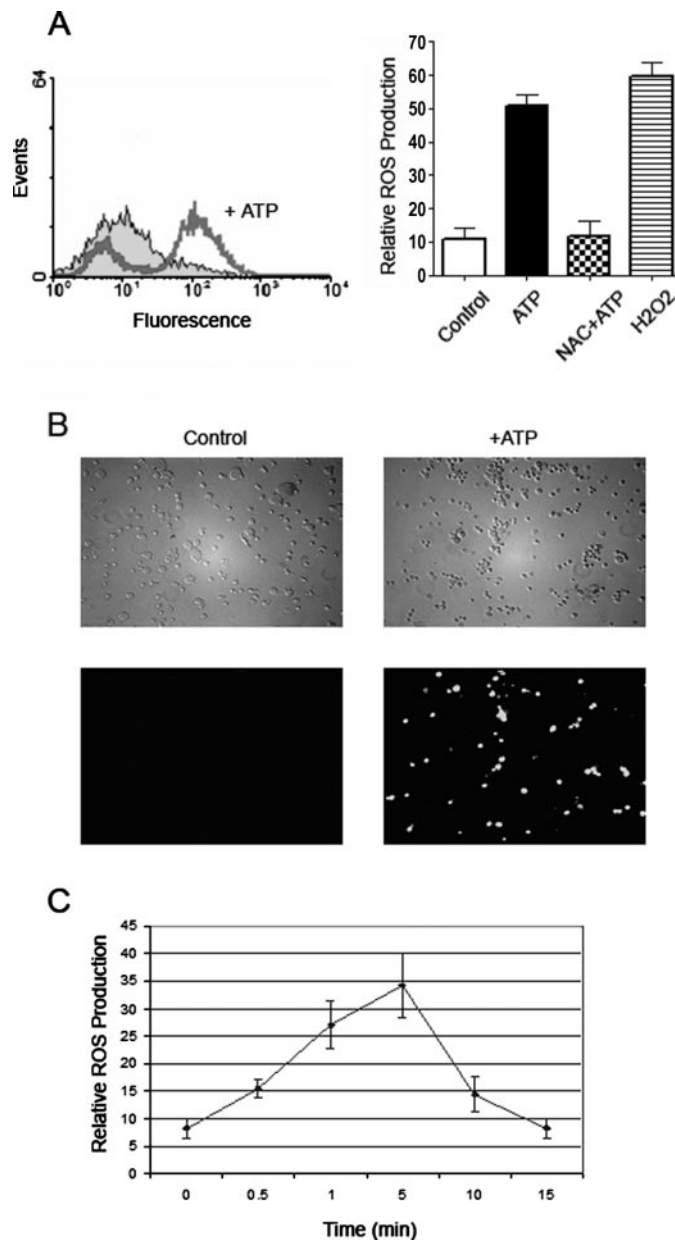 A
64
Events
0
+ ATP
10^0 10^1 10^2 10^3 10^4
Fluorescence
70
60
50
40
30
20
10
0
Relative ROS Production
Control
ATP
NAC+ATP
H2O2
B
Control
+ATP
C
45
40
35
30
25
20
15
10
5
0
Relative ROS Production
0 0.5 1 5 10 15
Time (min)